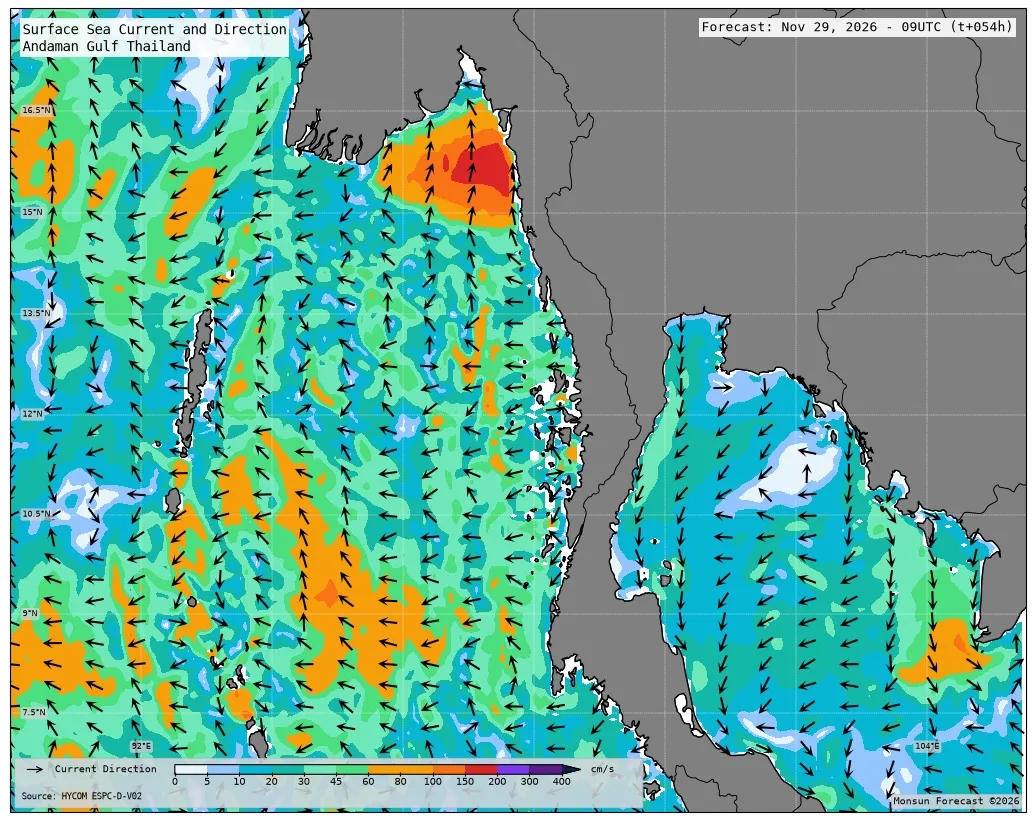 Surface Sea Current and Direction
Andaman Gulf Thailand
Forecast: Nov 29, 2026 - 09UTC (t+054h)
16.5°N
15°N
13.5°N
12°N
10.5°N
9°N
7.5°N
92°E
104°E
Current Direction
0 5 10 20 30 45 60 80 100 150 200 300 400 cm/s
Source: HYCOM ESPC-D-V02
Monsun Forecast ©2026